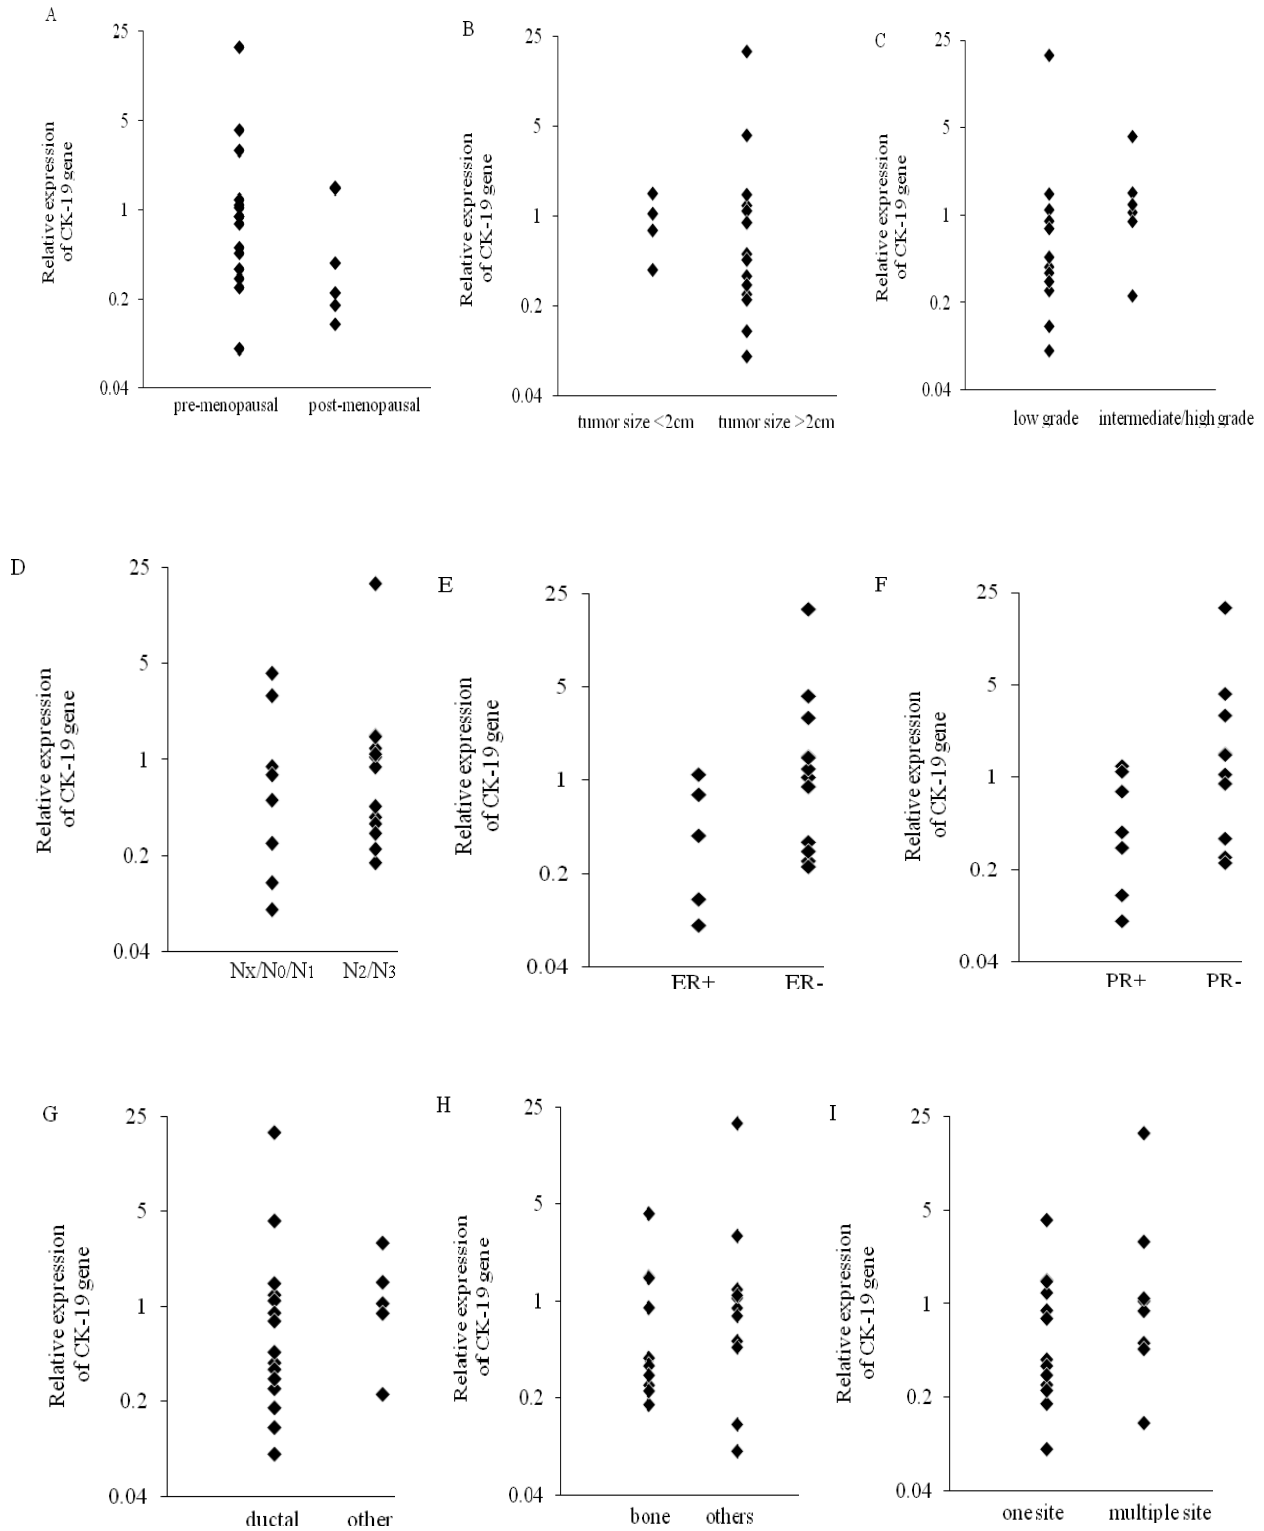 A
25
5
1
0.2
0.04
Relative expression
of CK-19 gene
pre-menopausal
post-menopausal
B
25
5
1
0.2
0.04
Relative expression
of CK-19 gene
tumor size <2cm
tumor size >2cm
C
25
5
1
0.2
0.04
Relative expression
of CK-19 gene
low grade
intermediate/high grade
D
25
5
1
0.2
0.04
Relative expression
of CK-19 gene
Nx/N0/N1
N2/N3
E
25
5
1
0.2
0.04
Relative expression
of CK-19 gene
ER+
ER-
F
25
5
1
0.2
0.04
Relative expression
of CK-19 gene
PR+
PR-
G
25
5
1
0.2
0.04
Relative expression
of CK-19 gene
ductal
other
H
25
5
1
0.2
0.04
Relative expression
of CK-19 gene
bone
others
I
25
5
1
0.2
0.04
Relative expression
of CK-19 gene
one site
multiple site